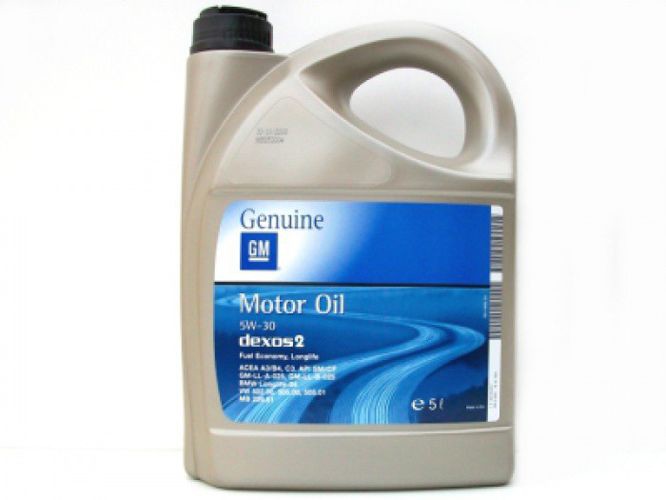 Genuine
GM
Motor Oil
5W-30
dexos2
Fuel Economy, Longlife
ACEA A3/B4, C3, API SM/CF
GM-LL-A-025, GM-LL-B-025
BMW Longlife-04
VW 502.00, 505.00, 505.01
MB 229.51
e 5ℓ